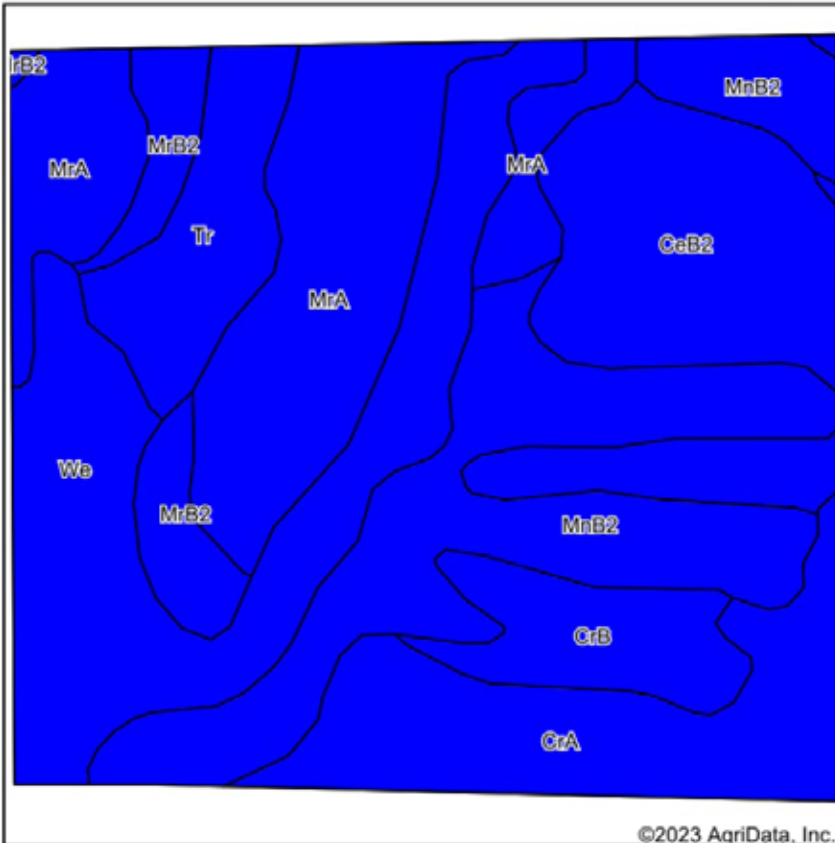 rB2
MnB2
MrB2
MrA
MrA
Tr
CeB2
MrA
We
MrB2
MnB2
CrB
CrA
©2023 AgriData, Inc.